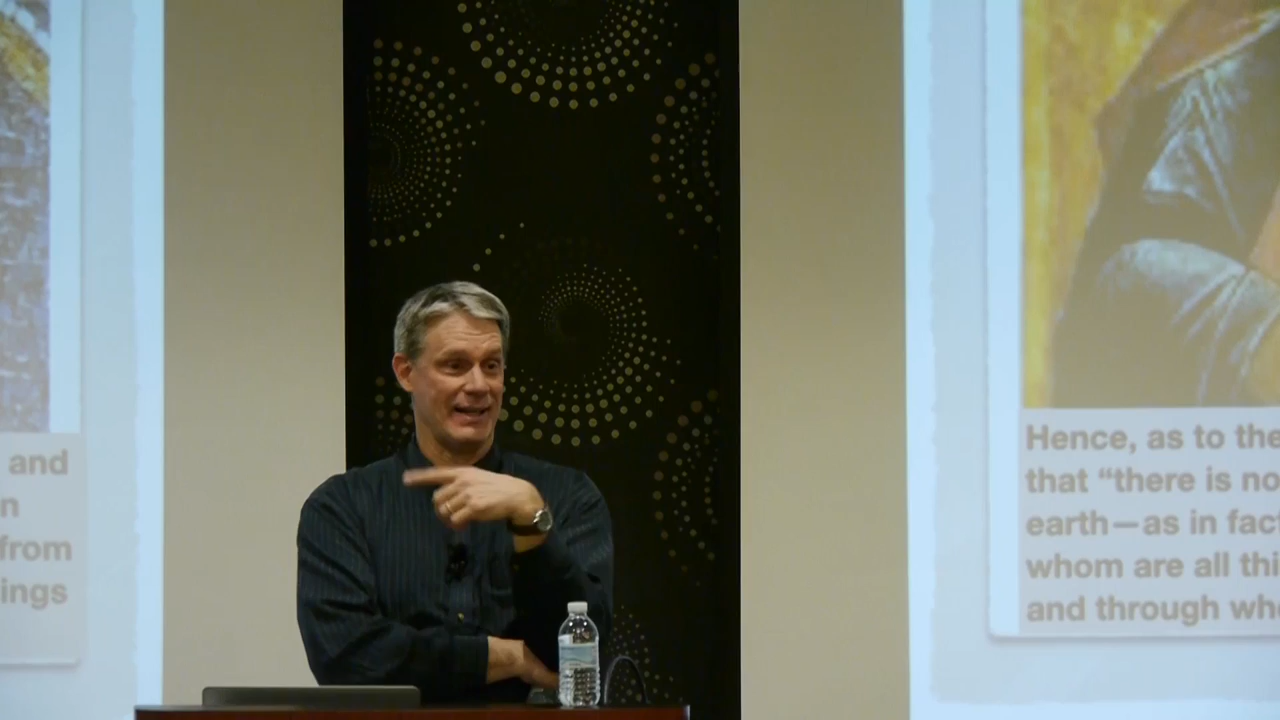 and
n
from
ings
Hence, as to the
that “there is no
earth—as in fact
whom are all thi
and through wh